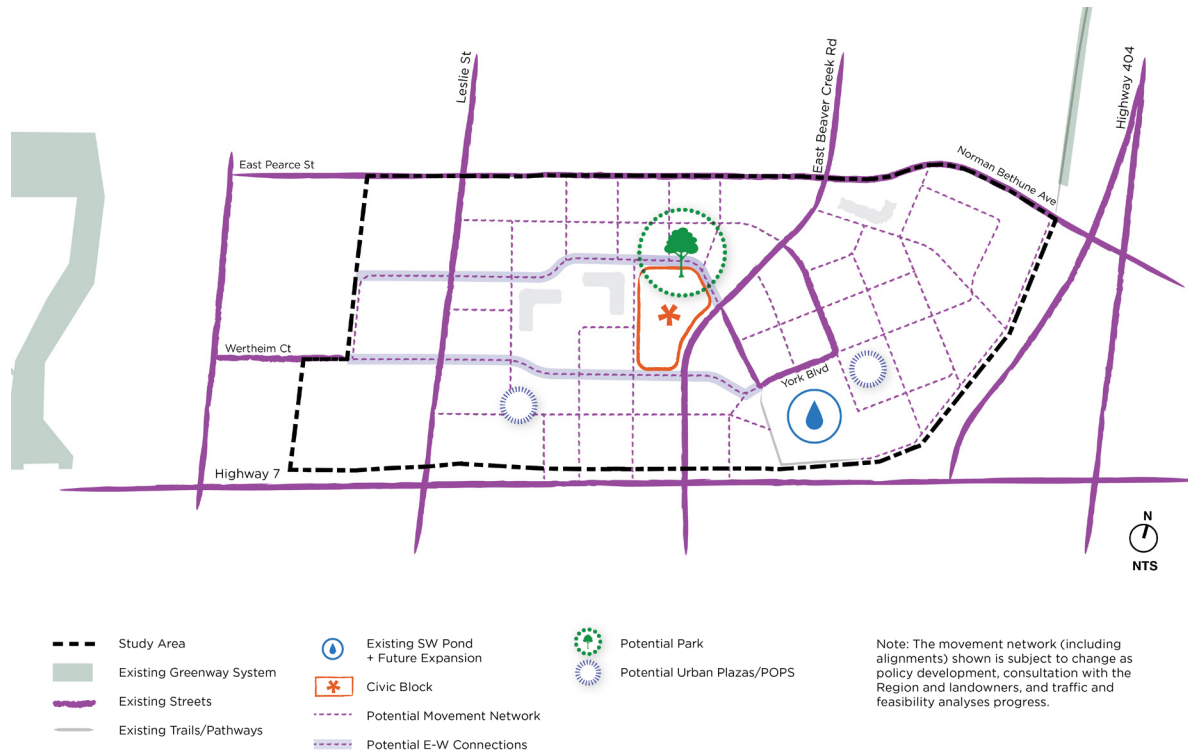 Leslie St
East Beaver Creek Rd
Highway 404
East Pearce St
Norman Bethune Ave
Wertheim Ct
York Blvd
Highway 7
N
NTS
Study Area
Existing Greenway System
Existing Streets
Existing Trails/Pathways
Existing SW Pond
+ Future Expansion
Civic Block
Potential Movement Network
Potential E-W Connections
Potential Park
Potential Urban Plazas/POPS
Note: The movement network (including
alignments) shown is subject to change as
policy development, consultation with the
Region and landowners, and traffic and
feasibility analyses progress.